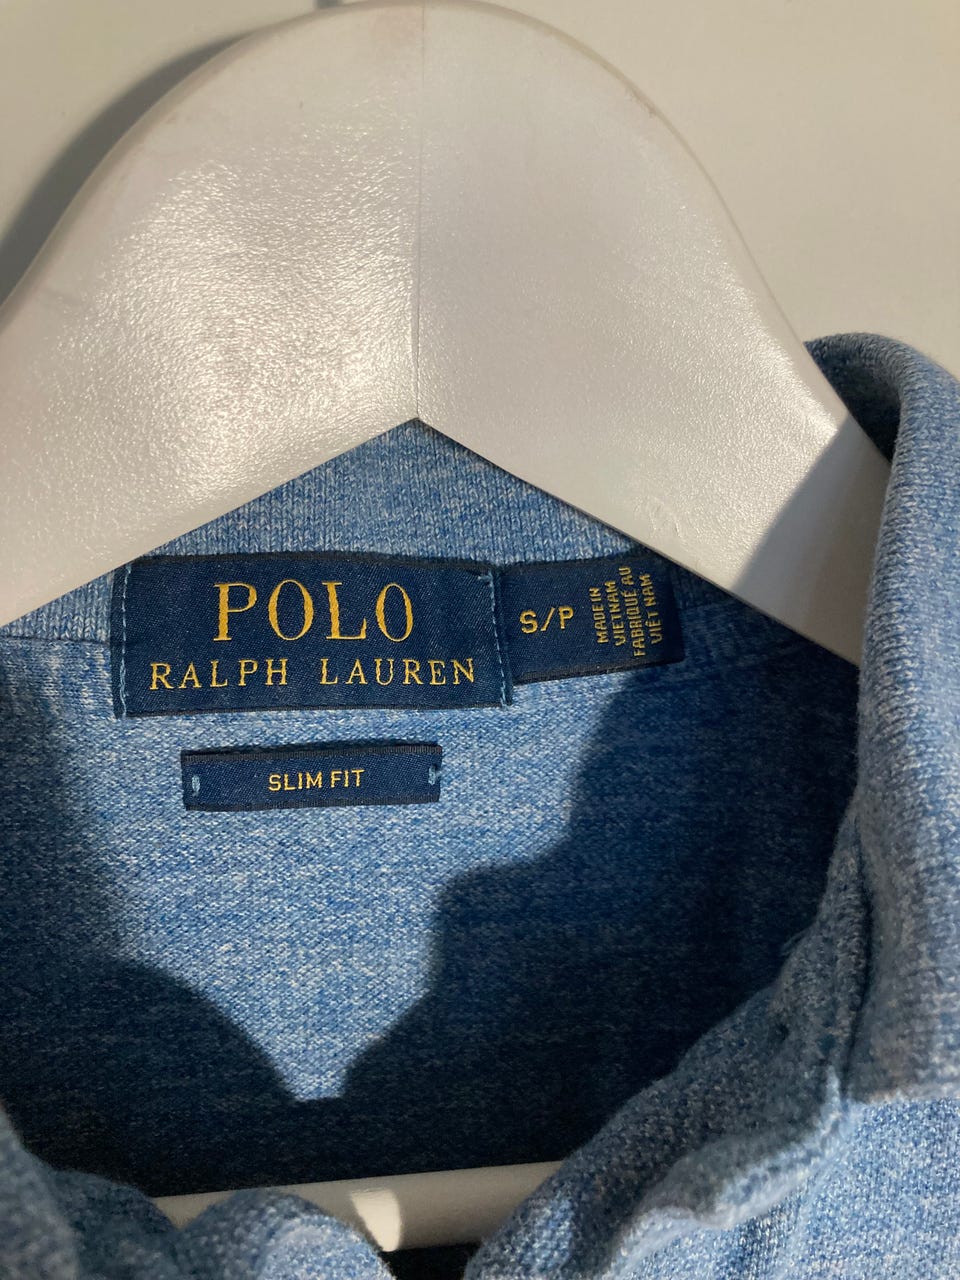 POLO
RALPH LAUREN
S/P
MADE IN
VIETNAM
FABRIQUÉ AU
VIÊT NAM
SLIM FIT